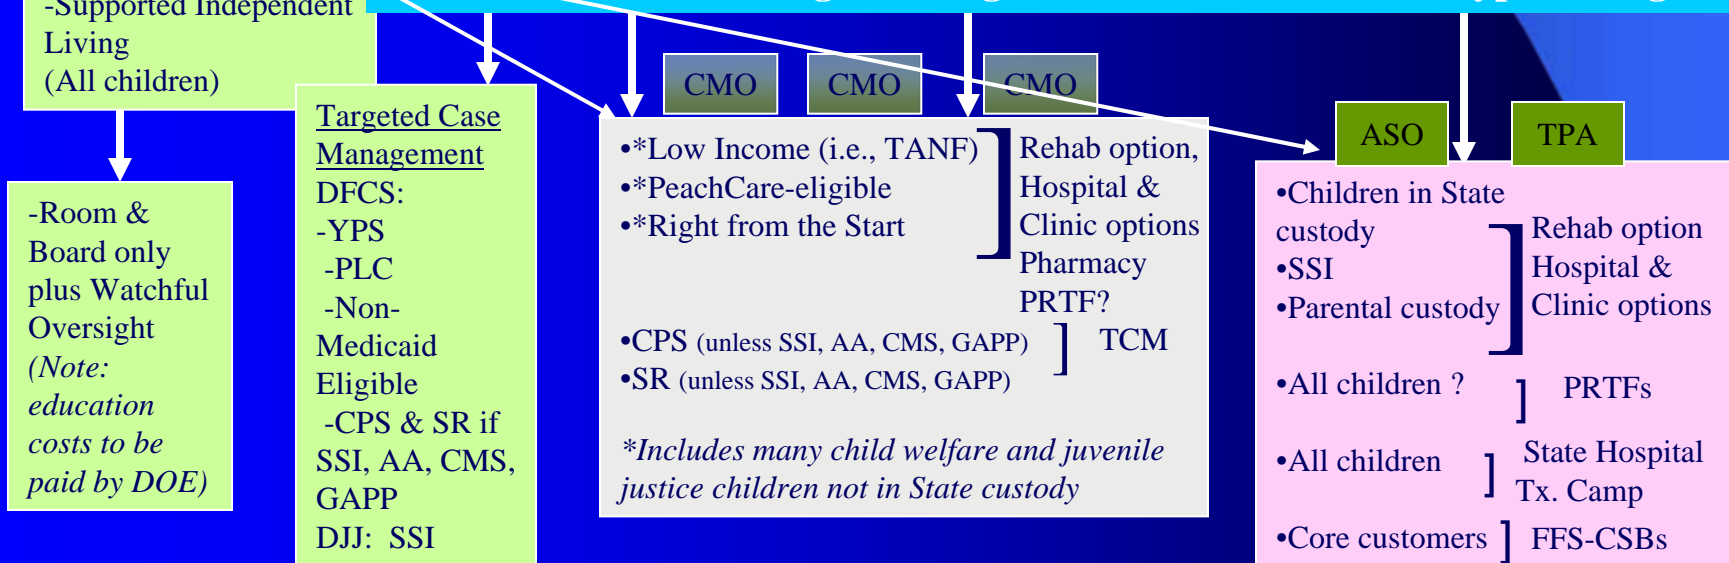 -Supported Independent
Living
(All children)
-Room &
Board only
plus Watchful
Oversight
(Note:
education
costs to be
paid by DOE)
Targeted Case
Management
DFCS:
-YPS
-PLC
-Non-
Medicaid
Eligible
-CPS & SR if
SSI, AA, CMS,
GAPP
DJJ: SSI
CMO
CMO
CMO
•*Low Income (i.e., TANF)
•*PeachCare-eligible
•*Right from the Start
Rehab option,
Hospital &
Clinic options
Pharmacy
PRTF?
•CPS (unless SSI, AA, CMS, GAPP)
•SR (unless SSI, AA, CMS, GAPP)
TCM
*Includes many child welfare and juvenile
justice children not in State custody
ASO
TPA
•Children in State
custody
•SSI
•Parental custody
Rehab option
Hospital &
Clinic options
•All children ?
PRTFs
•All children
State Hospital
Tx. Camp
•Core customers
FFS-CSBs